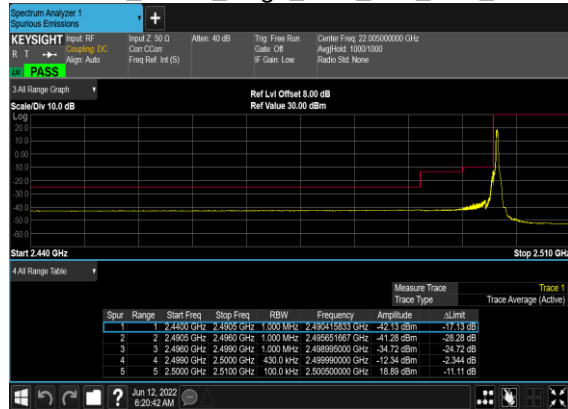 Spectrum Analyzer 1
Spurious Emissions
KEYSIGHT Input: RF Input Z: 50 Ω Atten: 40 dB Trig: Free Run Center Freq: 22.005000000 GHz
R T Coupling: DC Corr CCorr Gate: Off Avg|Hold: 1000/1000
Align: Auto Freq Ref: Int (S) IF Gain: Low Radio Std: None
PASS
3 All Range Graph
Ref Lvl Offset 8.00 dB
Scale/Div 10.0 dB Ref Value 30.00 dBm
Log
20.0
10.0
0.00
-10.0
-20.0
-30.0
-40.0
-50.0
-60.0
Start 2.440 GHz Stop 2.510 GHz
4 All Range Table
Measure Trace Trace 1
Trace Type Trace Average (Active)
Spur Range Start Freq Stop Freq RBW Frequency Amplitude ΔLimit
1 1 2.4400 GHz 2.4905 GHz 1.000 MHz 2.490415833 GHz -42.13 dBm -17.13 dB
2 2 2.4905 GHz 2.4960 GHz 1.000 MHz 2.495651667 GHz -41.28 dBm -28.28 dB
3 3 2.4960 GHz 2.4990 GHz 1.000 MHz 2.498995000 GHz -34.72 dBm -24.72 dB
4 4 2.4990 GHz 2.5000 GHz 430.0 kHz 2.499990000 GHz -12.34 dBm -2.344 dB
5 5 2.5000 GHz 2.5100 GHz 100.0 kHz 2.500500000 GHz 18.89 dBm -11.11 dB
Jun 12, 2022
6:20:42 AM